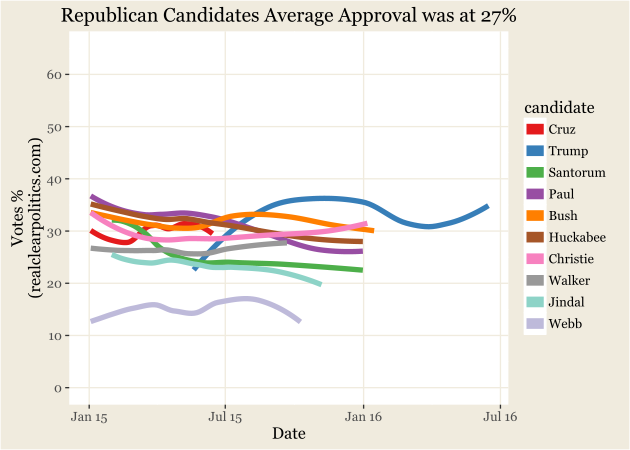 Republican Candidates Average Approval was at 27%
Votes %
(realclearpolitics.com)
60
50
40
30
20
10
0
Jan 15
Jul 15
Jan 16
Jul 16
Date
candidate
Cruz
Trump
Santorum
Paul
Bush
Huckabee
Christie
Walker
Jindal
Webb